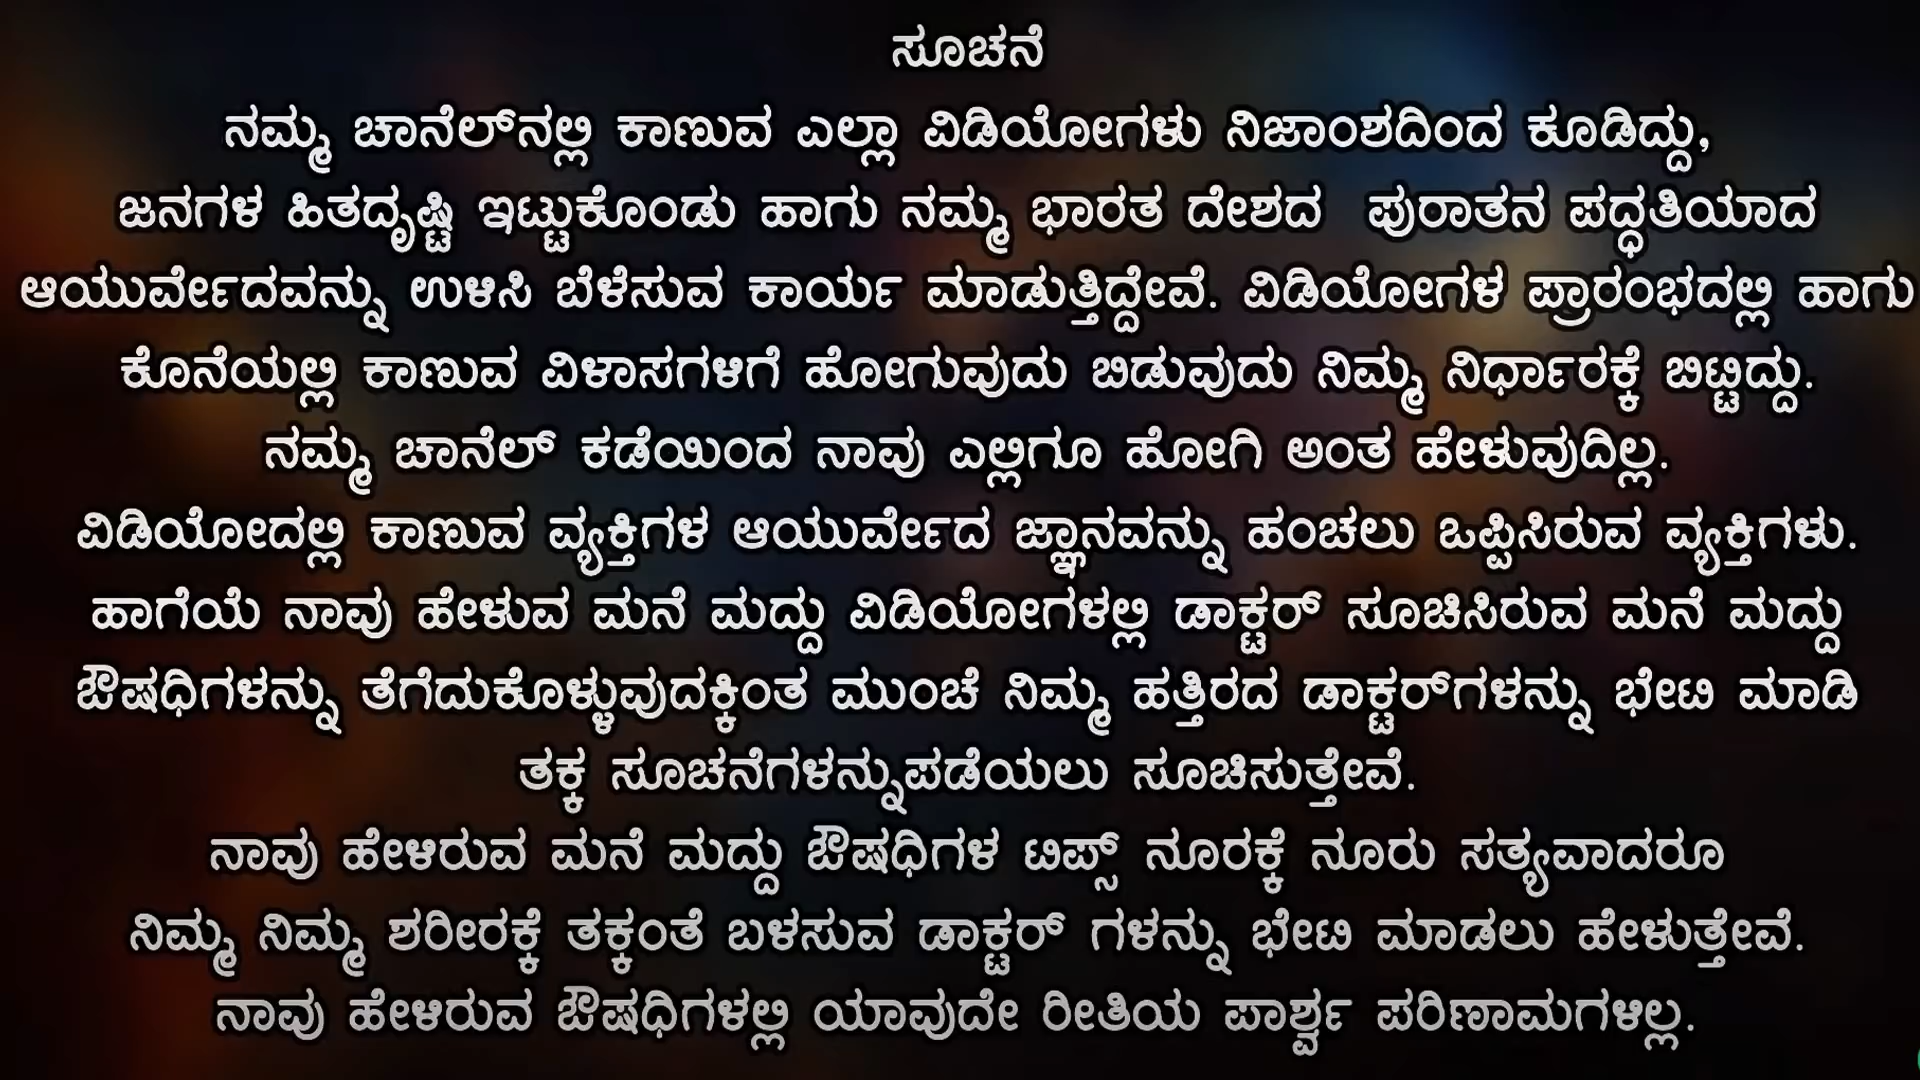 ಸೂಚನೆ
ನಮ್ಮ ಚಾನೆಲ್‌ನಲ್ಲಿ ಕಾಣುವ ಎಲ್ಲಾ ವಿಡಿಯೋಗಳು ನಿಜಾಂಶದಿಂದ ಕೂಡಿದ್ದು,
ಜನಗಳ ಹಿತದೃಷ್ಟಿ ಇಟ್ಟುಕೊಂಡು ಹಾಗು ನಮ್ಮ ಭಾರತ ದೇಶದ ಪುರಾತನ ಪದ್ಧತಿಯಾದ
ಆಯುರ್ವೇದವನ್ನು ಉಳಿಸಿ ಬೆಳೆಸುವ ಕಾರ್ಯ ಮಾಡುತ್ತಿದ್ದೇವೆ. ವಿಡಿಯೋಗಳ ಪ್ರಾರಂಭದಲ್ಲಿ ಹಾಗು
ಕೊನೆಯಲ್ಲಿ ಕಾಣುವ ವಿಳಾಸಗಳಿಗೆ ಹೋಗುವುದು ಬಿಡುವುದು ನಿಮ್ಮ ನಿರ್ಧಾರಕ್ಕೆ ಬಿಟ್ಟಿದ್ದು.
ನಮ್ಮ ಚಾನೆಲ್ ಕಡೆಯಿಂದ ನಾವು ಎಲ್ಲಿಗೂ ಹೋಗಿ ಅಂತ ಹೇಳುವುದಿಲ್ಲ.
ವಿಡಿಯೋದಲ್ಲಿ ಕಾಣುವ ವ್ಯಕ್ತಿಗಳ ಆಯುರ್ವೇದ ಜ್ಞಾನವನ್ನು ಹಂಚಲು ಒಪ್ಪಿಸಿರುವ ವ್ಯಕ್ತಿಗಳು.
ಹಾಗೆಯೆ ನಾವು ಹೇಳುವ ಮನೆ ಮದ್ದು ವಿಡಿಯೋಗಳಲ್ಲಿ ಡಾಕ್ಟರ್ ಸೂಚಿಸಿರುವ ಮನೆ ಮದ್ದು
ಔಷಧಿಗಳನ್ನು ತೆಗೆದುಕೊಳ್ಳುವುದಕ್ಕಿಂತ ಮುಂಚೆ ನಿಮ್ಮ ಹತ್ತಿರದ ಡಾಕ್ಟರ್‌ಗಳನ್ನು ಭೇಟಿ ಮಾಡಿ
ತಕ್ಕ ಸೂಚನೆಗಳನ್ನುಪಡೆಯಲು ಸೂಚಿಸುತ್ತೇವೆ.
ನಾವು ಹೇಳಿರುವ ಮನೆ ಮದ್ದು ಔಷಧಿಗಳ ಟಿಪ್ಸ್ ನೂರಕ್ಕೆ ನೂರು ಸತ್ಯವಾದರೂ
ನಿಮ್ಮ ನಿಮ್ಮ ಶರೀರಕ್ಕೆ ತಕ್ಕಂತೆ ಬಳಸುವ ಡಾಕ್ಟರ್ ಗಳನ್ನು ಭೇಟಿ ಮಾಡಲು ಹೇಳುತ್ತೇವೆ.
ನಾವು ಹೇಳಿರುವ ಔಷಧಿಗಳಲ್ಲಿ ಯಾವುದೇ ರೀತಿಯ ಪಾರ್ಶ್ವ ಪರಿಣಾಮಗಳಿಲ್ಲ.